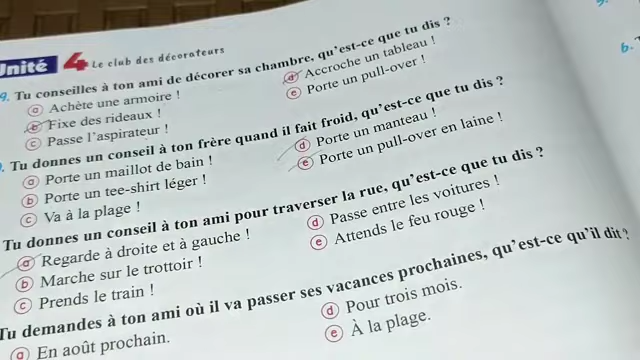 Unité 4 Le club des décorateurs
9. Tu conseilles à ton ami de décorer sa chambre, qu'est-ce que tu dis ?
a Achète une armoire !
d Accroche un tableau !
b Fixe des rideaux !
e Porte un pull-over !
c Passe l'aspirateur !
Tu donnes un conseil à ton frère quand il fait froid, qu'est-ce que tu dis ?
a Porte un maillot de bain !
d Porte un manteau !
b Porte un tee-shirt léger !
e Porte un pull-over en laine !
c Va à la plage !
Tu donnes un conseil à ton ami pour traverser la rue, qu'est-ce que tu dis ?
a Regarde à droite et à gauche !
d Passe entre les voitures !
b Marche sur le trottoir !
e Attends le feu rouge !
c Prends le train !
Tu demandes à ton ami où il va passer ses vacances prochaines, qu'est-ce qu'il dit ?
a En août prochain.
d Pour trois mois.
e À la plage.
6.